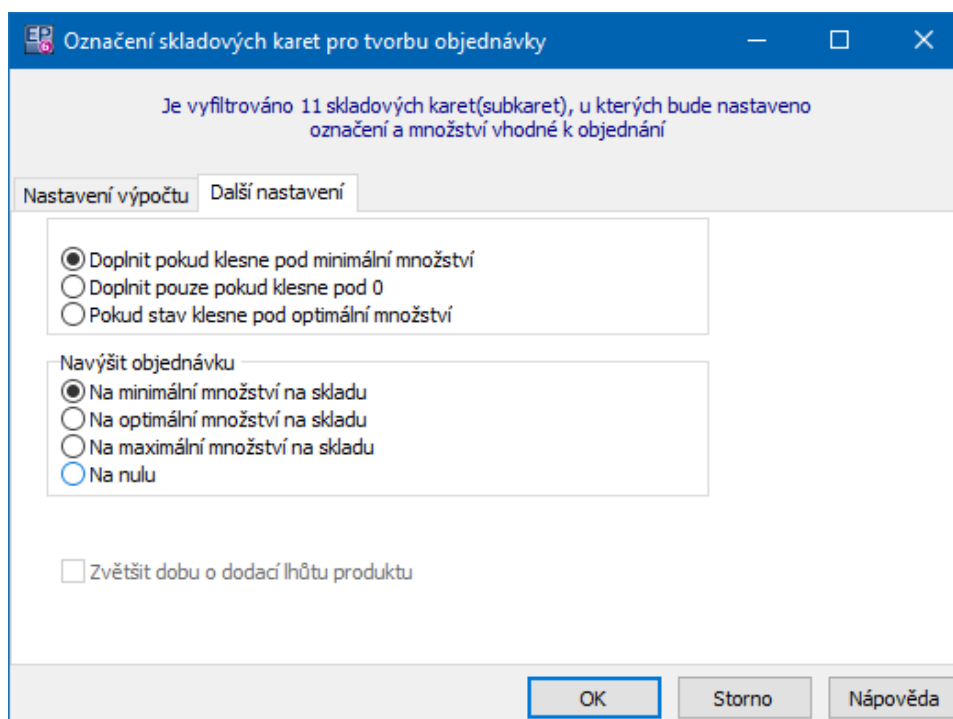 Označení skladových karet pro tvorbu objednávky
Je vyfiltrováno 11 skladových karet(subkaret), u kterých bude nastaveno
označení a množství vhodné k objednání
Nastavení výpočtu
Další nastavení
Doplnit pokud klesne pod minimální množství
Doplnit pouze pokud klesne pod 0
Pokud stav klesne pod optimální množství
Navýšit objednávku
Na minimální množství na skladu
Na optimální množství na skladu
Na maximální množství na skladu
Na nulu
Zvětšit dobu o dodací lhůtu produktu
OK
Storno
Nápověda